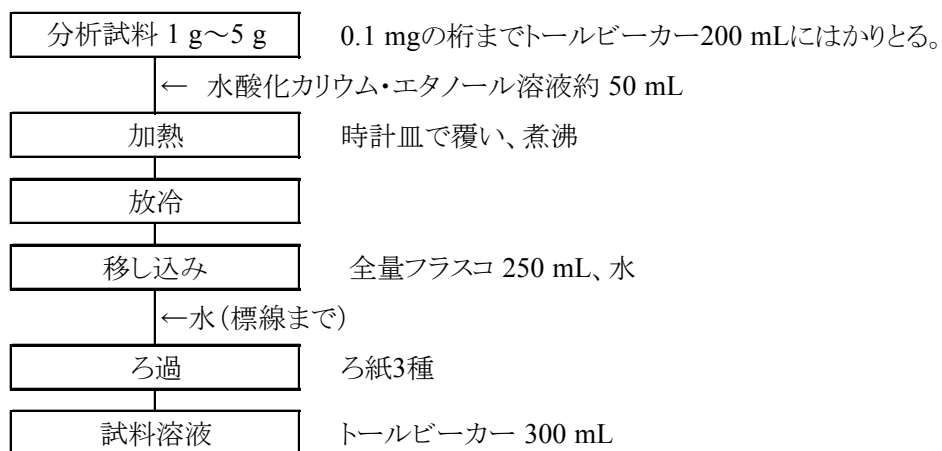 分析試料 1 g～5 g 0.1 mgの桁までトールビーカー200 mLにはかりとる。
← 水酸化カリウム・エタノール溶液約 50 mL
加熱 時計皿で覆い、煮沸
放冷
移し込み 全量フラスコ 250 mL、水
←水（標線まで）
ろ過 ろ紙3種
試料溶液 トールビーカー 300 mL